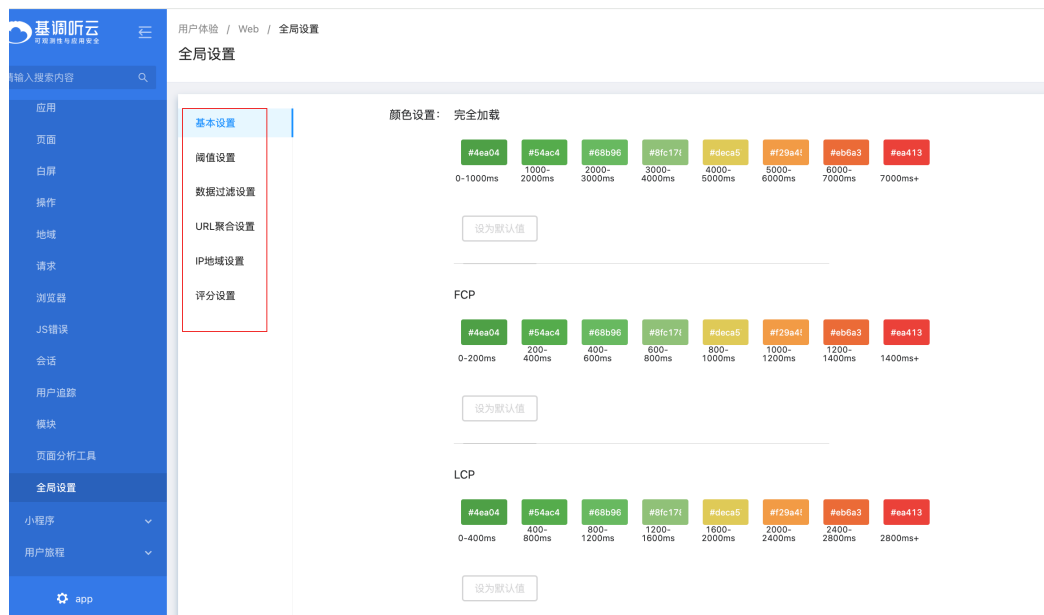 基调听云
可观测性与应用安全
请输入搜索内容
应用
页面
白屏
操作
地域
请求
浏览器
JS错误
会话
用户追踪
模块
页面分析工具
全局设置
小程序
用户旅程
app
用户体验 / Web / 全局设置
全局设置
基本设置
阈值设置
数据过滤设置
URL聚合设置
IP地域设置
评分设置
颜色设置： 完全加载
#4ea04 #54ac4 #68b96 #8fc178 #deca5 #f29a4 #eb6a3 #ea413
0-1000ms 1000-2000ms 2000-3000ms 3000-4000ms 4000-5000ms 5000-6000ms 6000-7000ms 7000ms+
设为默认值
FCP
#4ea04 #54ac4 #68b96 #8fc178 #deca5 #f29a4 #eb6a3 #ea413
0-200ms 200-400ms 400-600ms 600-800ms 800-1000ms 1000-1200ms 1200-1400ms 1400ms+
设为默认值
LCP
#4ea04 #54ac4 #68b96 #8fc178 #deca5 #f29a4 #eb6a3 #ea413
0-400ms 400-800ms 800-1200ms 1200-1600ms 1600-2000ms 2000-2400ms 2400-2800ms 2800ms+
设为默认值